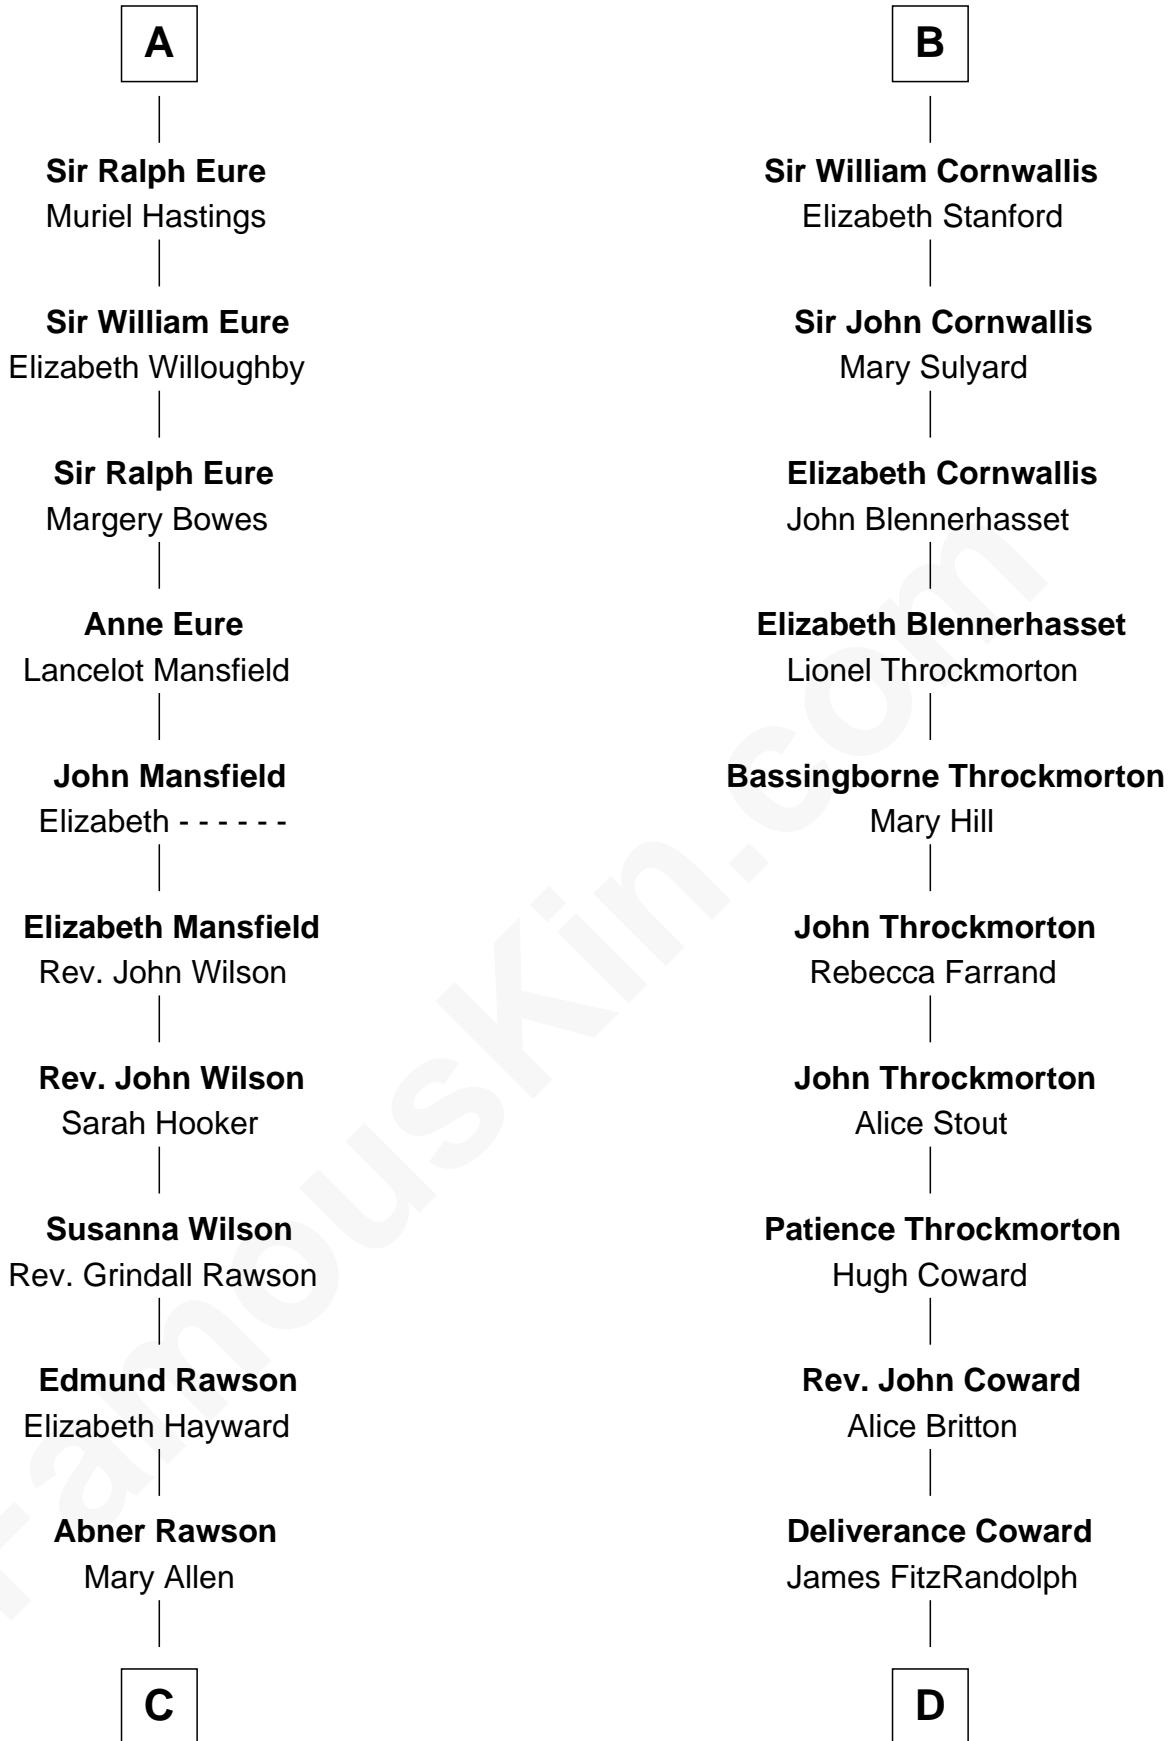 A
Sir Ralph Eure
Muriel Hastings
Sir William Eure
Elizabeth Willoughby
Sir Ralph Eure
Margery Bowes
Anne Eure
Lancelot Mansfield
John Mansfield
Elizabeth - - - - - -
Elizabeth Mansfield
Rev. John Wilson
Rev. John Wilson
Sarah Hooker
Susanna Wilson
Rev. Grindall Rawson
Edmund Rawson
Elizabeth Hayward
Abner Rawson
Mary Allen
C
B
Sir William Cornwallis
Elizabeth Stanford
Sir John Cornwallis
Mary Sulyard
Elizabeth Cornwallis
John Blennerhasset
Elizabeth Blennerhasset
Lionel Throckmorton
Bassingborne Throckmorton
Mary Hill
John Throckmorton
Rebecca Farrand
John Throckmorton
Alice Stout
Patience Throckmorton
Hugh Coward
Rev. John Coward
Alice Britton
Deliverance Coward
James FitzRandolph
D
FamousKin.com